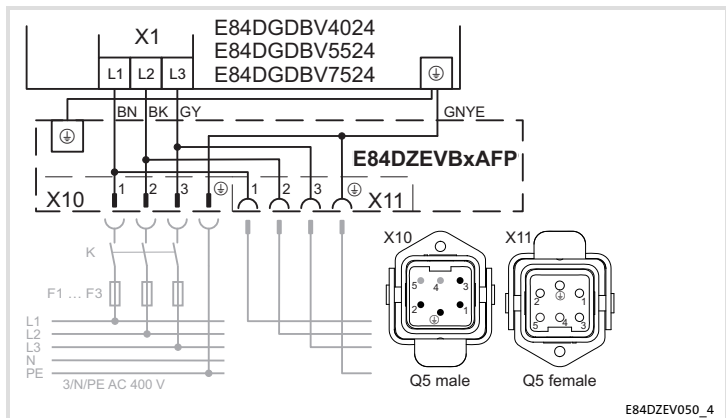 X1
E84DGDBV4024
E84DGDBV5524
E84DGDBV7524
L1 L2 L3
BN BK GY GNYE
E84DZEVBxAFP
X10 1 2 3 1 2 3 X11
K
F1 ... F3
L1
L2
L3
N
PE
3/N/PE AC 400 V
X10 X11
5 4 3
2 1
2 1
5 4 3
Q5 male Q5 female
E84DZEV050_4